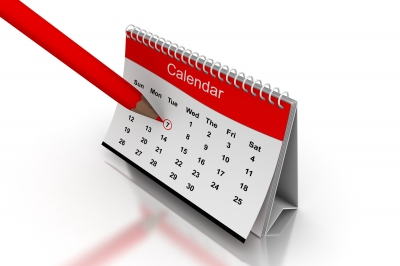 Calendar
Sun Mon Tue Wed Thu Fri Sat
1 2 3 4
7 8 9 10 11
12 13 14 15 16 17 18
19 20 21 22 23 24 25
26 27 28 29 30